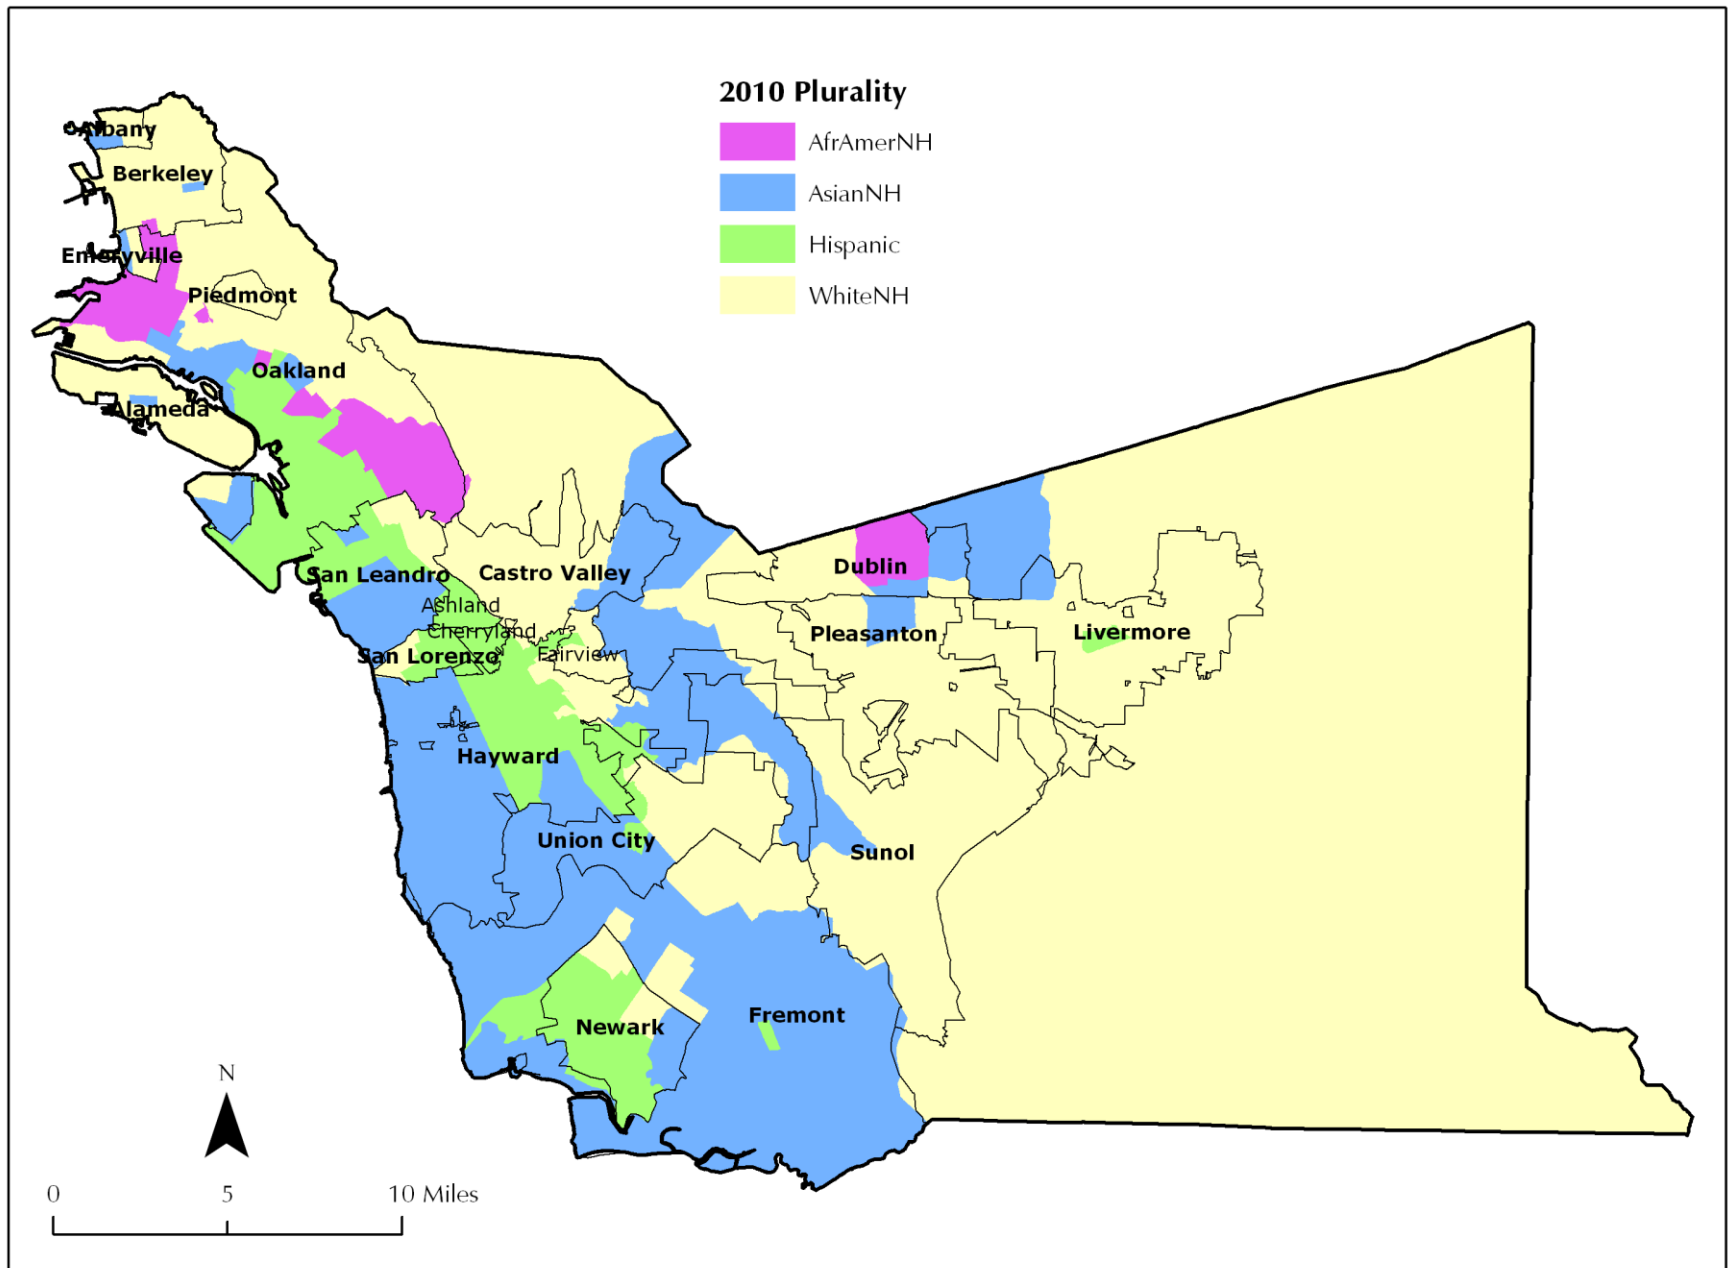 2010 Plurality
AfrAmerNH
AsianNH
Hispanic
WhiteNH
Albany
Berkeley
Emeryville
Piedmont
Oakland
Alameda
San Leandro
Castro Valley
Dublin
Ashland
Cherryland
Pleasanton
Livermore
San Lorenzo
Fairview
Hayward
Union City
Sunol
Newark
Fremont
N
0 5 10 Miles